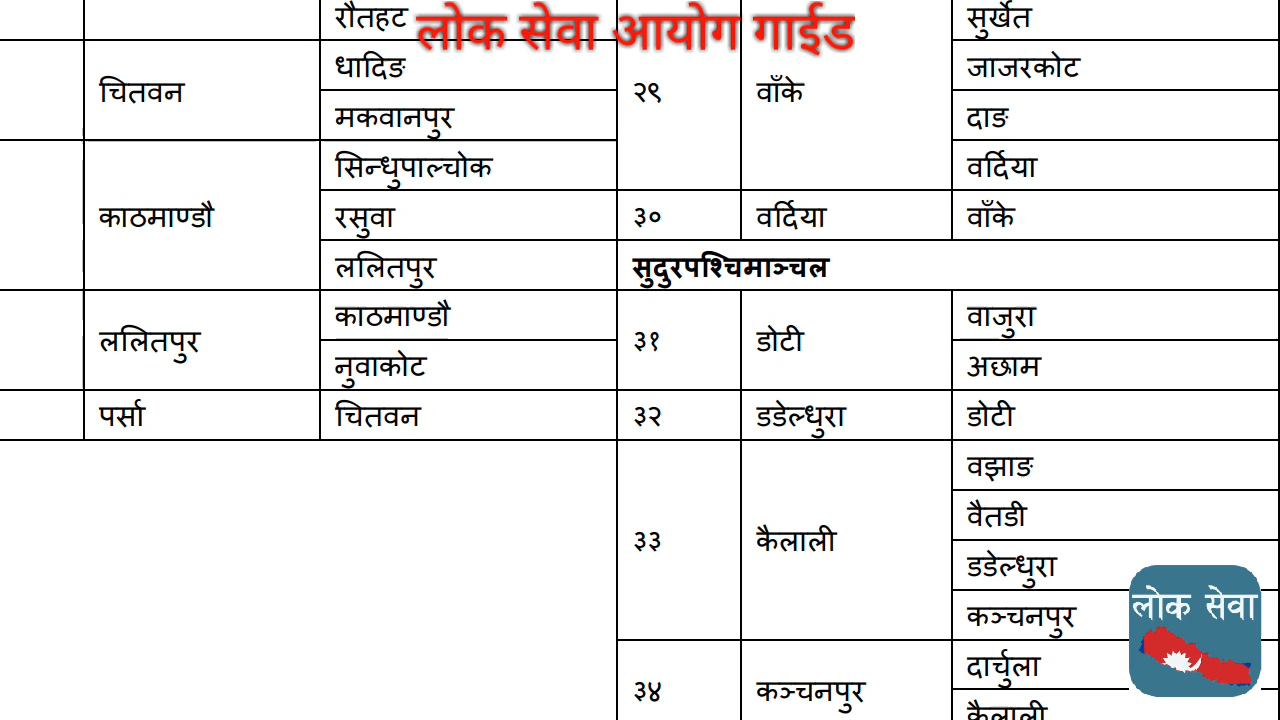 लोक सेवा आयोग गाईड
रौतहट
चितवन
धादिङ
मकवानपुर
काठमाण्डौ
सिन्धुपाल्चोक
रसुवा
ललितपुर
ललितपुर
काठमाण्डौ
नुवाकोट
पर्सा
चितवन
२९
वाँके
सुर्खेत
जाजरकोट
दाङ
वर्दिया
३०
वर्दिया
वाँके
सुदुरपश्चिमाञ्चल
३१
डोटी
वाजुरा
अछाम
३२
डडेल्धुरा
डोटी
३३
कैलाली
वझाङ
वैतडी
डडेल्धुरा
कञ्चनपुर
३४
कञ्चनपुर
दार्चुला
कैलाली
लोक सेवा